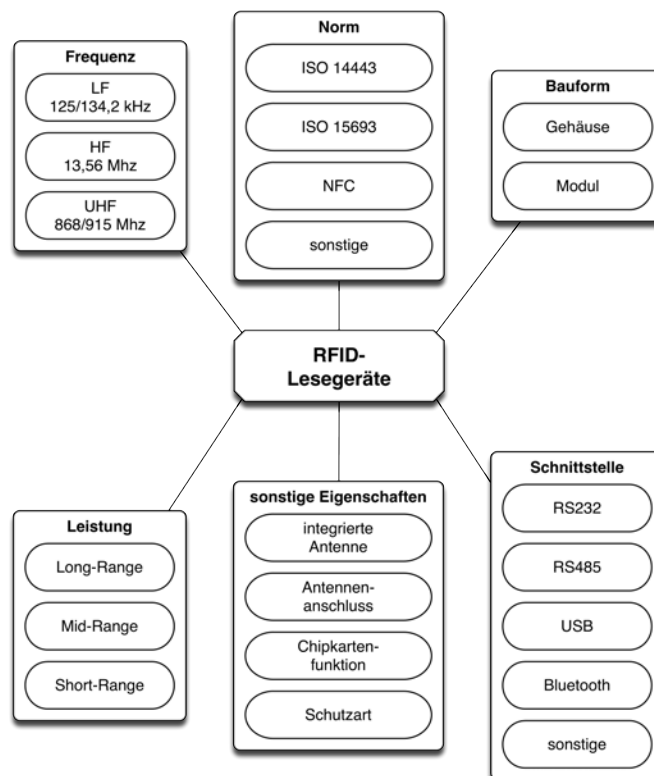 Frequenz
LF
125/134,2 kHz
HF
13,56 Mhz
UHF
868/915 Mhz
Norm
ISO 14443
ISO 15693
NFC
sonstige
Bauform
Gehäuse
Modul
RFID-
Lesegeräte
Leistung
Long-Range
Mid-Range
Short-Range
sonstige Eigenschaften
integrierte
Antenne
Antennen-
anschluss
Chipkarten-
funktion
Schutzart
Schnittstelle
RS232
RS485
USB
Bluetooth
sonstige